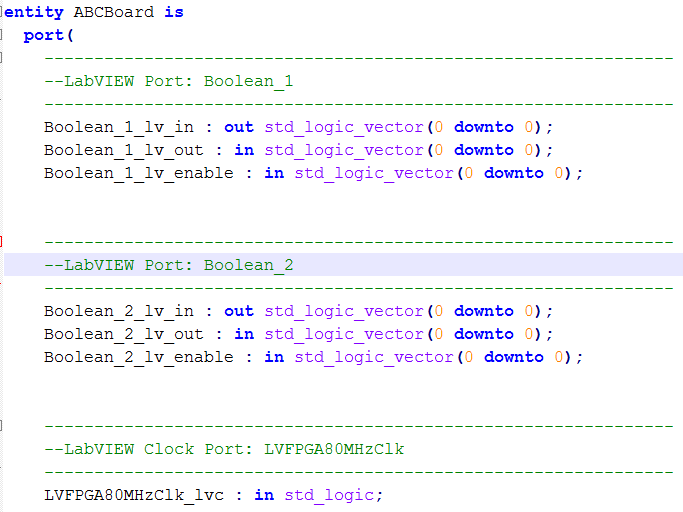 entity ABCBoard is
port(
---------------------------------------------------------------
--LabVIEW Port: Boolean_1
---------------------------------------------------------------
Boolean_1_lv_in : out std_logic_vector(0 downto 0);
Boolean_1_lv_out : in std_logic_vector(0 downto 0);
Boolean_1_lv_enable : in std_logic_vector(0 downto 0);
---------------------------------------------------------------
--LabVIEW Port: Boolean_2
---------------------------------------------------------------
Boolean_2_lv_in : out std_logic_vector(0 downto 0);
Boolean_2_lv_out : in std_logic_vector(0 downto 0);
Boolean_2_lv_enable : in std_logic_vector(0 downto 0);
---------------------------------------------------------------
--LabVIEW Clock Port: LVFPGA80MHzClk
---------------------------------------------------------------
LVFPGA80MHzClk_lvc : in std_logic;